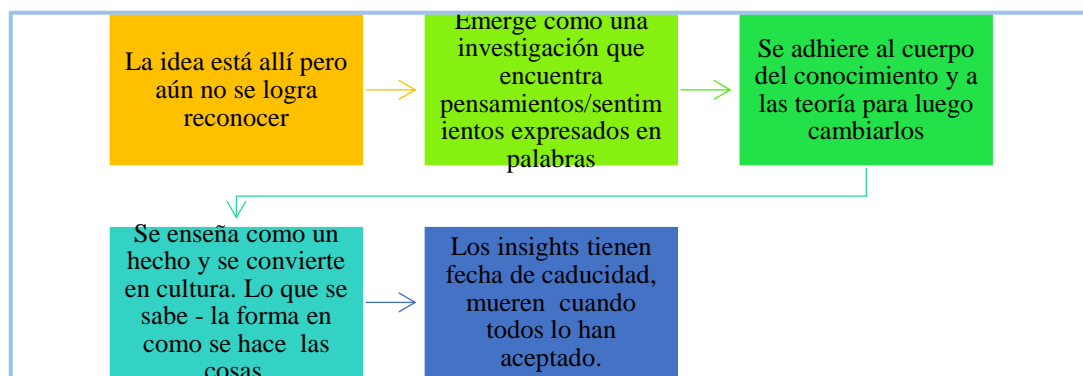 La idea está allí pero
aún no se logra
reconocer
Emerge como una
investigación que
encuentra
pensamientos/sentim
ientos expresados en
palabras
Se adhiere al cuerpo
del conocimiento y a
las teoría para luego
cambiarlos
Se enseña como un
hecho y se convierte
en cultura. Lo que se
sabe - la forma en
como se hace las
cosas
Los insights tienen
fecha de caducidad,
mueren cuando
todos lo han
aceptado.